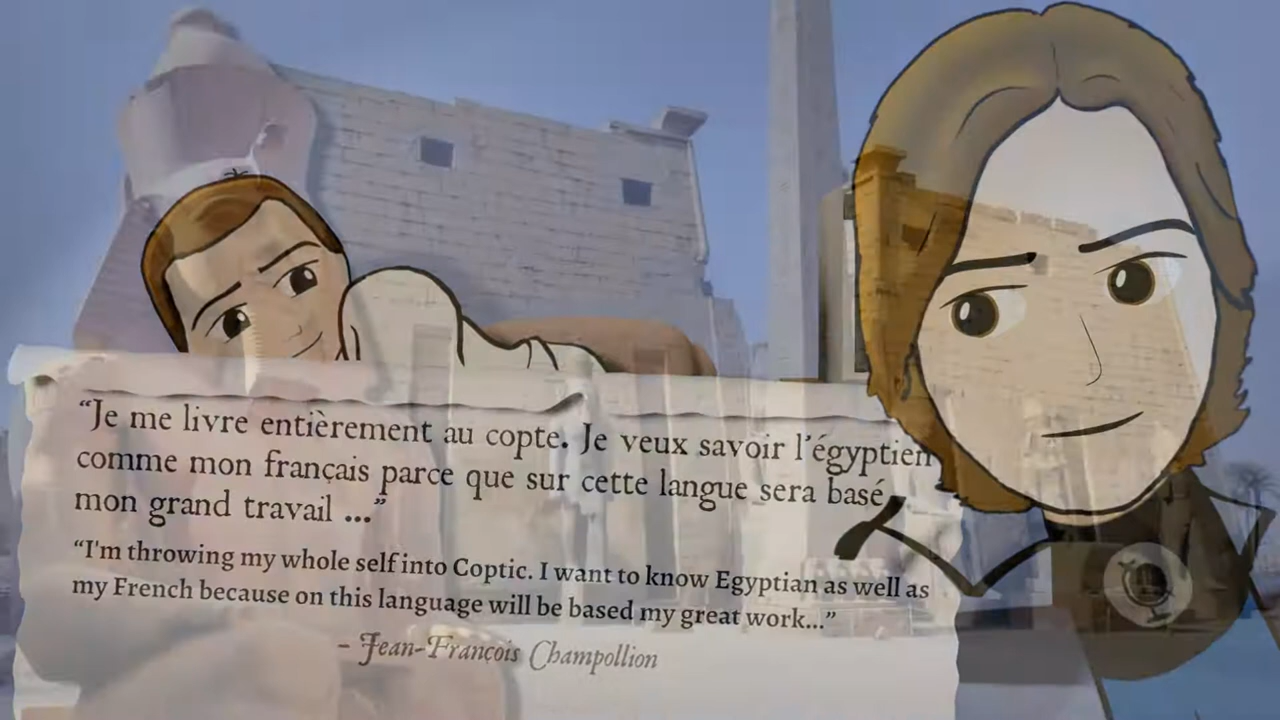 “Je me livre entièrement au copte. Je veux savoir l’égyptien
comme mon français parce que sur cette langue sera basé
mon grand travail ...”
“I'm throwing my whole self into Coptic. I want to know Egyptian as well as
my French because on this language will be based my great work...”
– Jean-François Champollion